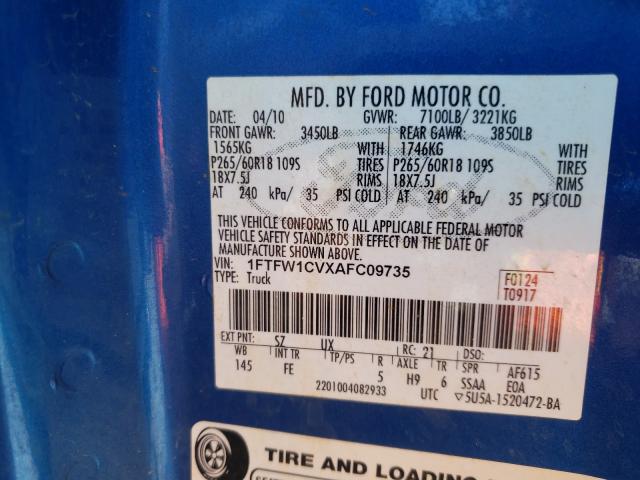 MFD. BY FORD MOTOR CO.
DATE: 04/10 GVWR: 7100LB/ 3221KG
FRONT GAWR: 3450LB REAR GAWR: 3850LB
1565KG WITH 1746KG WITH
P265/60R18 109S TIRES P265/60R18 109S TIRES
18X7.5J RIMS 18X7.5J RIMS
AT 240 kPa/ 35 PSI COLD AT 240 kPa/ 35 PSI COLD
THIS VEHICLE CONFORMS TO ALL APPLICABLE FEDERAL MOTOR
VEHICLE SAFETY STANDARDS IN EFFECT ON THE DATE OF
MANUFACTURE SHOWN ABOVE.
VIN: 1FTFW1CVXAFC09735 F0124
TYPE: Truck T0917
EXT PNT: SZ UX RC: 21 DSO:
WB INT TR TP/PS R AXLE TR SPR AF615
145 FE 5 H9 6 SSAA EOA
2201004082933 UTC 5U5A-1520472-BA
TIRE AND LOADING